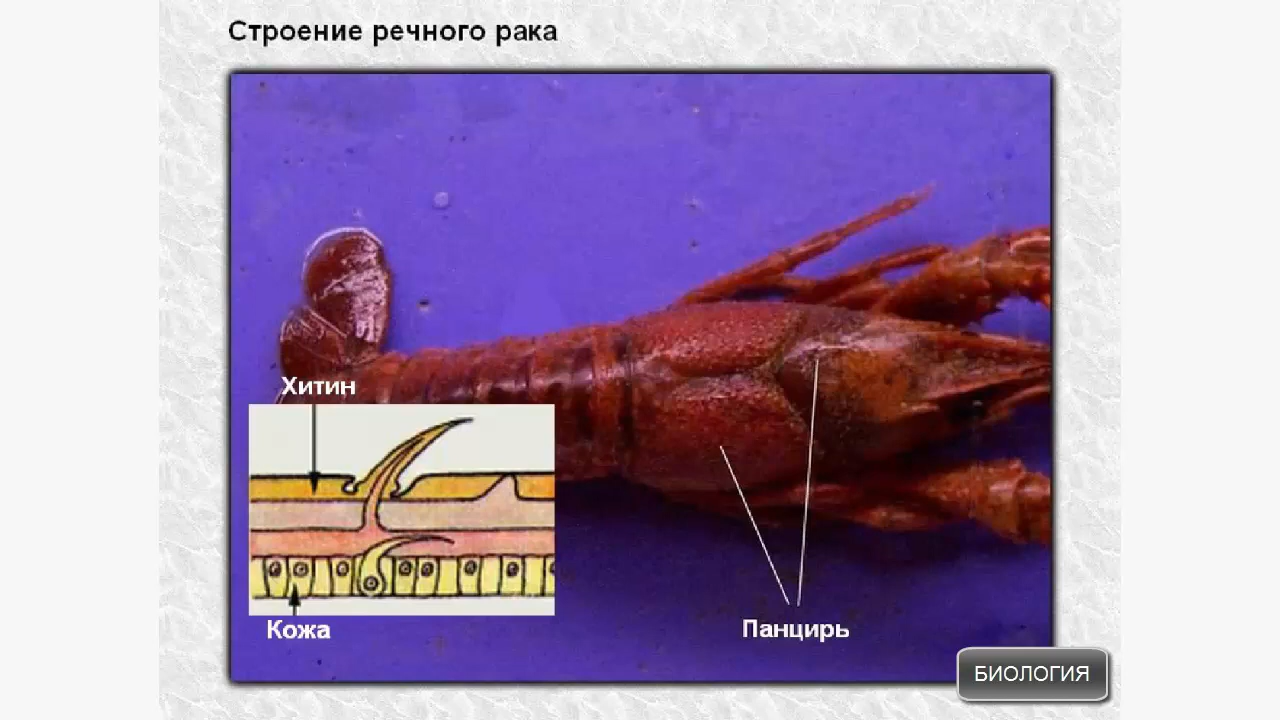 Строение речного рака
Хитин
Кожа
Панцирь
БИОЛОГИЯ